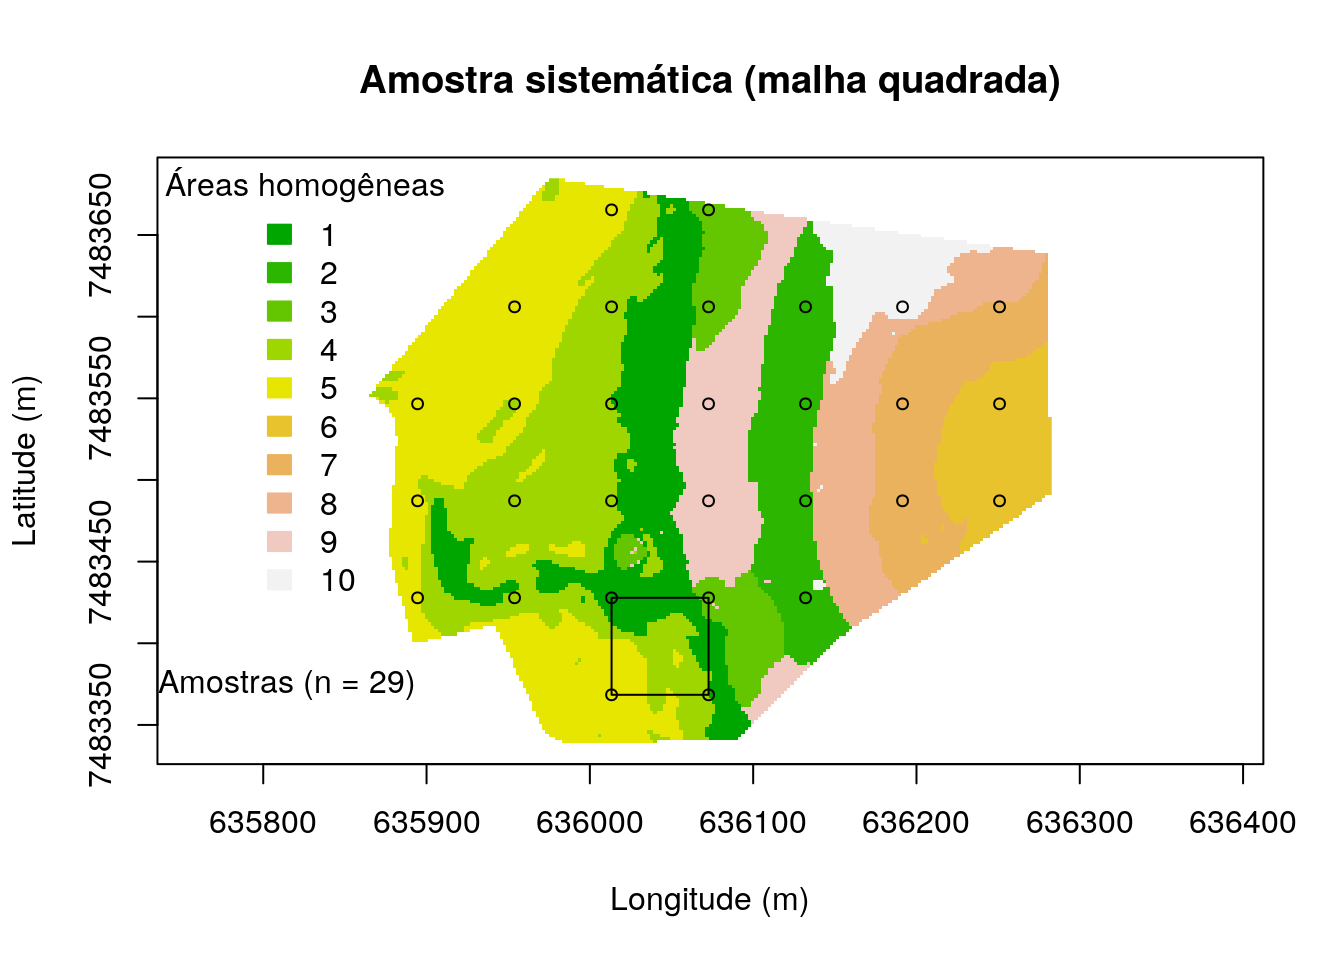 Amostra sistemática (malha quadrada)
Áreas homogêneas
1
2
3
4
5
6
7
8
9
10
Amostras (n = 29)
Latitude (m)
7483650
7483550
7483450
7483350
635800 635900 636000 636100 636200 636300 636400
Longitude (m)